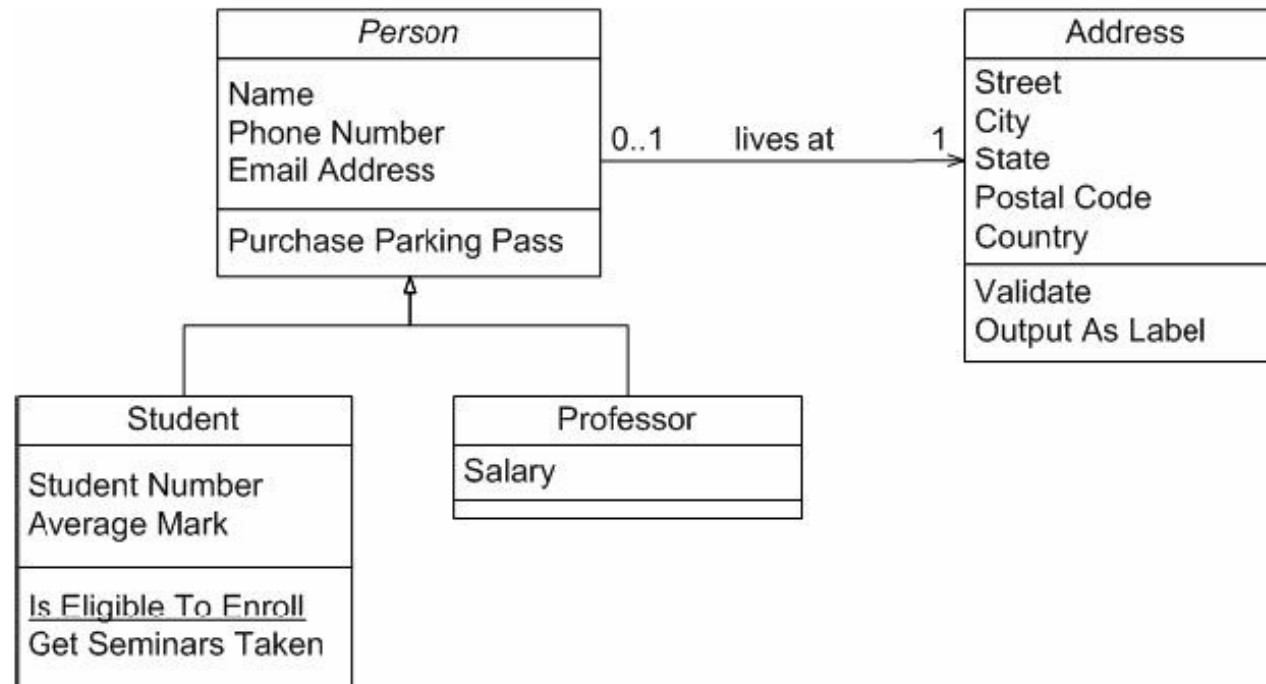 Person
Name
Phone Number
Email Address
Purchase Parking Pass
0..1 lives at 1
Address
Street
City
State
Postal Code
Country
Validate
Output As Label
Student
Student Number
Average Mark
Is Eligible To Enroll
Get Seminars Taken
Professor
Salary